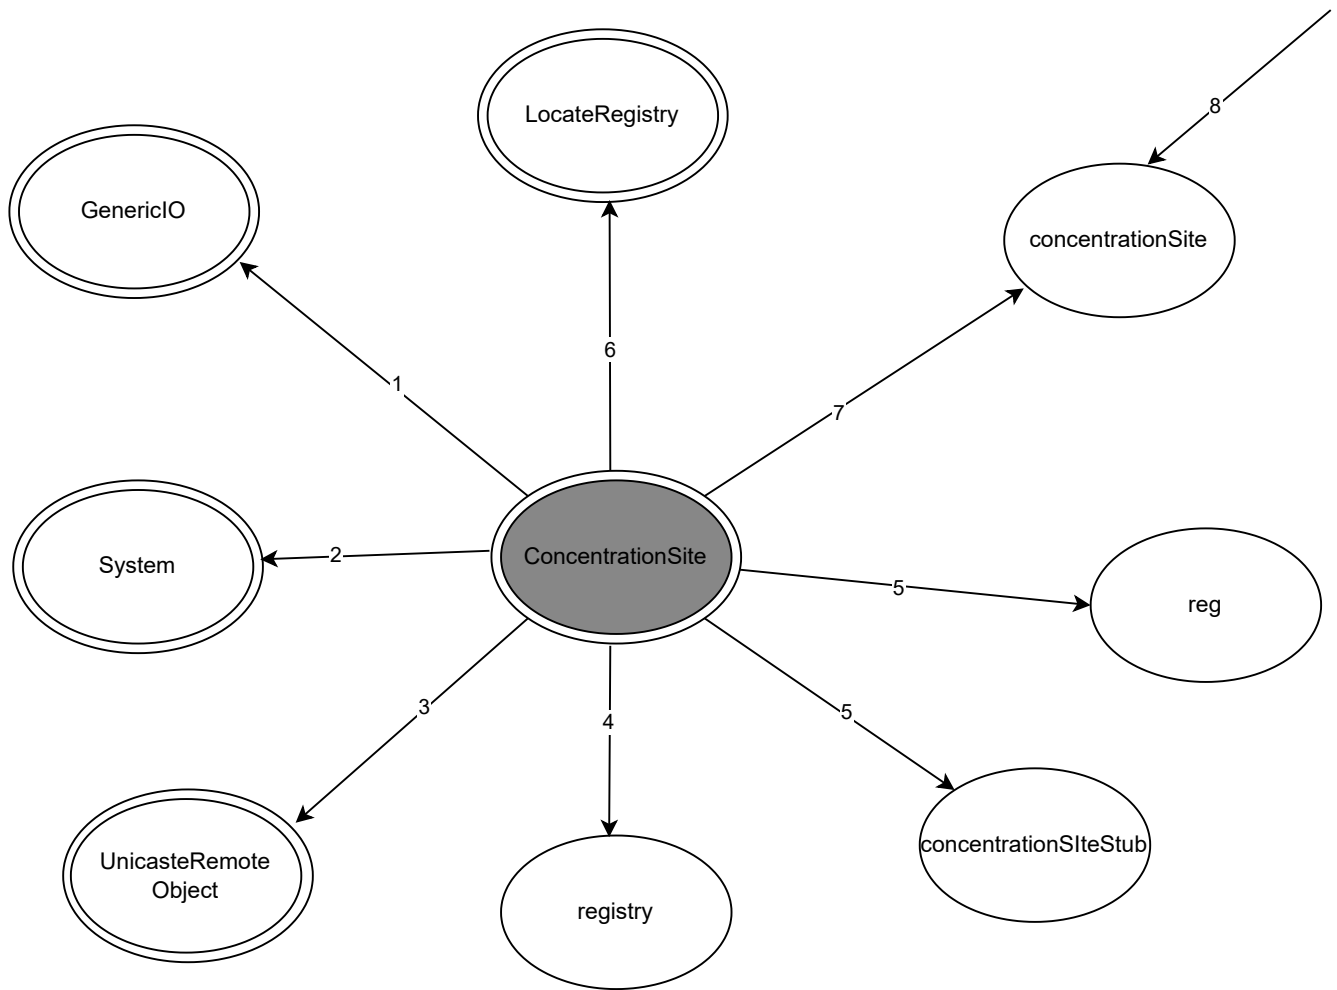 8
LocateRegistry
GenericIO
concentrationSite
6
1
7
ConcentrationSite
System
2
5
reg
3
4
5
concentrationSIteStub
UnicasteRemote
Object
registry